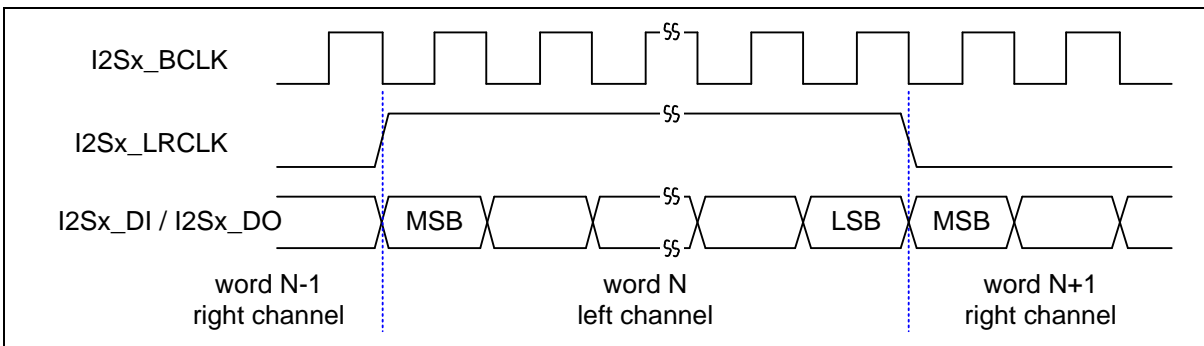 I2Sx_BCLK
I2Sx_LRCLK
I2Sx_DI / I2Sx_DO
MSB
LSB
MSB
word N-1
right channel
word N
left channel
word N+1
right channel